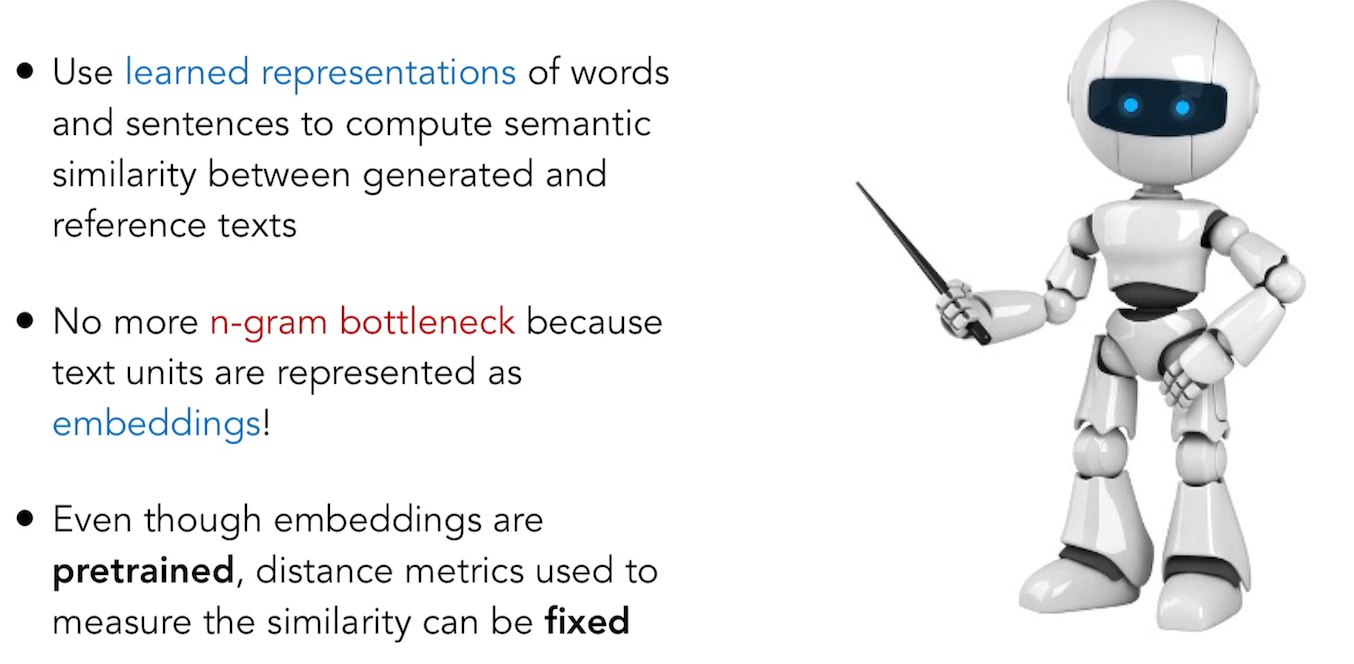 • Use learned representations of words
and sentences to compute semantic
similarity between generated and
reference texts
• No more n-gram bottleneck because
text units are represented as
embeddings!
• Even though embeddings are
pretrained, distance metrics used to
measure the similarity can be fixed